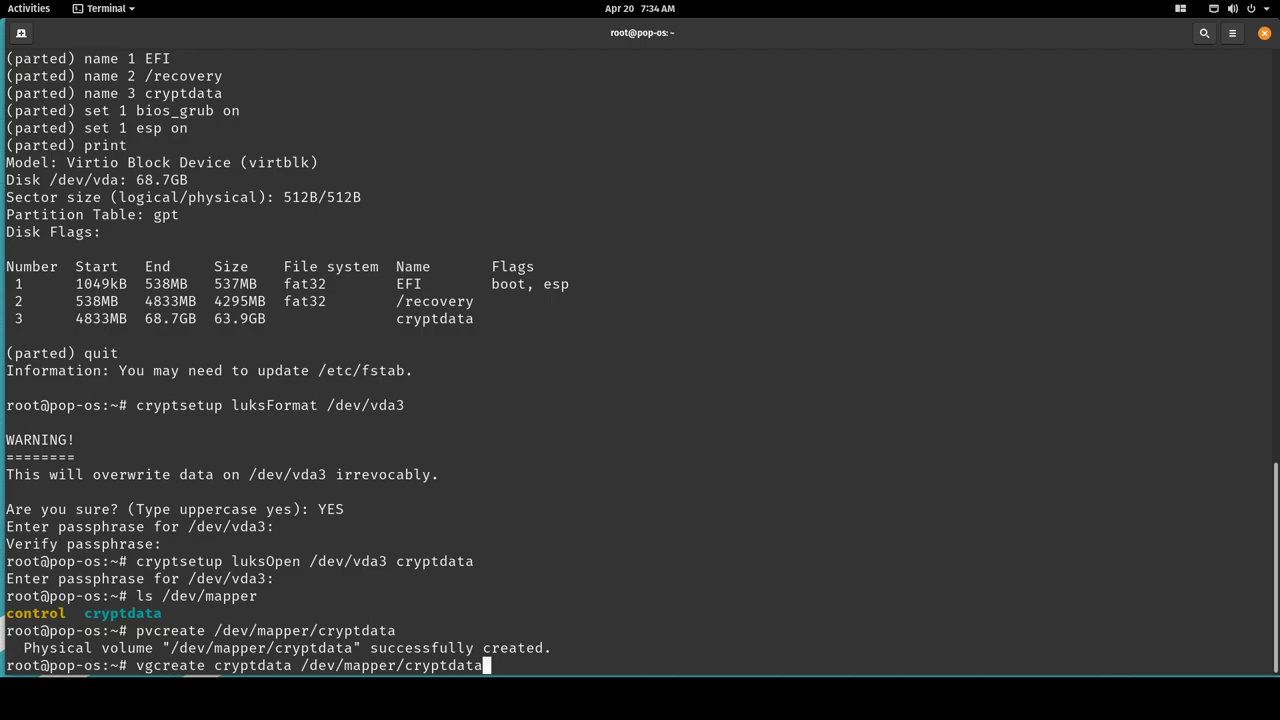 Activities Terminal Apr 20 7:34 AM
root@pop-os: ~
(parted) name 1 EFI
(parted) name 2 /recovery
(parted) name 3 cryptdata
(parted) set 1 bios_grub on
(parted) set 1 esp on
(parted) print
Model: Virtio Block Device (virtblk)
Disk /dev/vda: 68.7GB
Sector size (logical/physical): 512B/512B
Partition Table: gpt
Disk Flags:
Number Start End Size File system Name Flags
1 1049kB 538MB 537MB fat32 EFI boot, esp
2 538MB 4833MB 4295MB fat32 /recovery
3 4833MB 68.7GB 63.9GB cryptdata
(parted) quit
Information: You may need to update /etc/fstab.
root@pop-os:~# cryptsetup luksFormat /dev/vda3
WARNING!
========
This will overwrite data on /dev/vda3 irrevocably.
Are you sure? (Type uppercase yes): YES
Enter passphrase for /dev/vda3:
Verify passphrase:
root@pop-os:~# cryptsetup luksOpen /dev/vda3 cryptdata
Enter passphrase for /dev/vda3:
root@pop-os:~# ls /dev/mapper
control cryptdata
root@pop-os:~# pvcreate /dev/mapper/cryptdata
Physical volume "/dev/mapper/cryptdata" successfully created.
root@pop-os:~# vgcreate cryptdata /dev/mapper/cryptdata